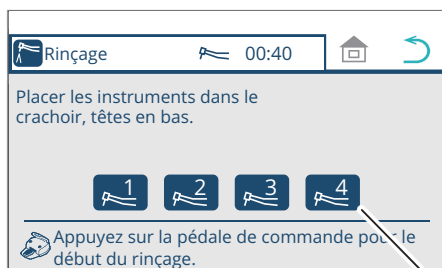 Rinçage 00:40
Placer les instruments dans le
crachoir, têtes en bas.
1 2 3 4
Appuyez sur la pédale de commande pour le
début du rinçage.